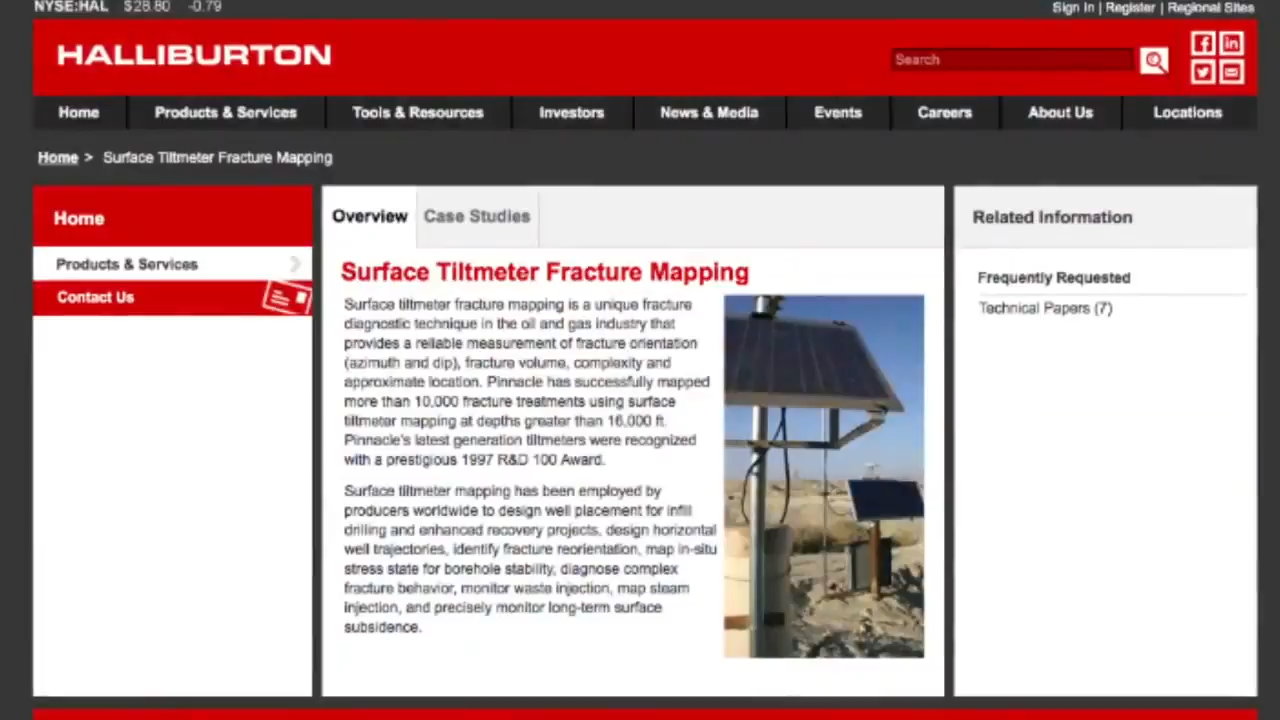 NYSE:HAL $28.80 -0.79
Sign In | Register | Regional Sites
HALLIBURTON
Search
Home Products & Services Tools & Resources Investors News & Media Events Careers About Us Locations
Home > Surface Tiltmeter Fracture Mapping
Home
Products & Services
Contact Us
Overview Case Studies
Surface Tiltmeter Fracture Mapping
Surface tiltmeter fracture mapping is a unique fracture
diagnostic technique in the oil and gas industry that
provides a reliable measurement of fracture orientation
(azimuth and dip), fracture volume, complexity and
approximate location. Pinnacle has successfully mapped
more than 10,000 fracture treatments using surface
tiltmeter mapping at depths greater than 16,000 ft.
Pinnacle's latest generation tiltmeters were recognized
with a prestigious 1997 R&D 100 Award.
Surface tiltmeter mapping has been employed by
producers worldwide to design well placement for infill
drilling and enhanced recovery projects, design horizontal
well trajectories, identify fracture reorientation, map in-situ
stress state for borehole stability, diagnose complex
fracture behavior, monitor waste injection, map steam
injection, and precisely monitor long-term surface
subsidence.
Related Information
Frequently Requested
Technical Papers (7)